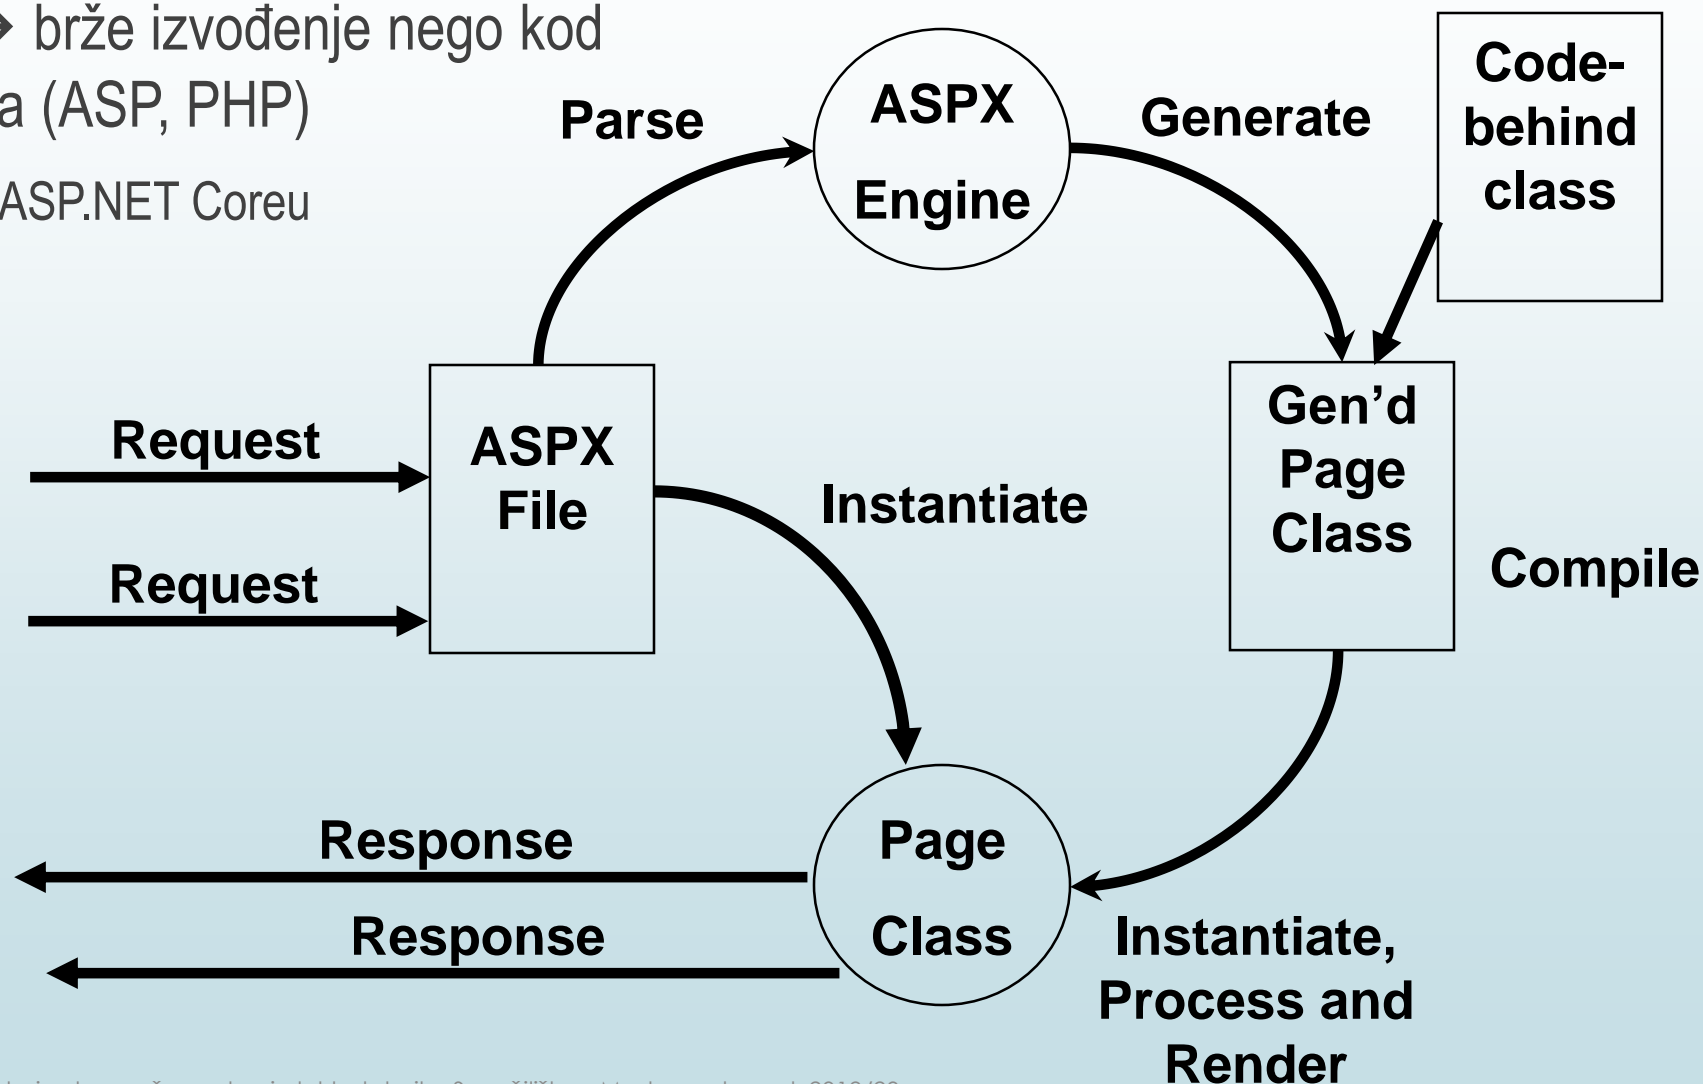 brže izvođenje nego kod
a (ASP, PHP)
ASP.NET Coreu
Parse
ASPX
Engine
Generate
Code-
behind
class
Request
Request
ASPX
File
Instantiate
Gen’d
Page
Class
Compile
Response
Response
Page
Class
Instantiate,
Process and
Render